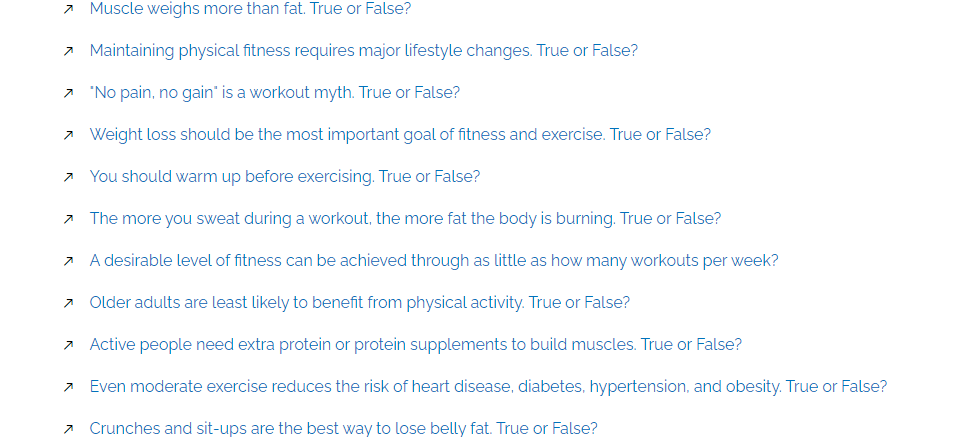 Muscle weighs more than fat. True or False?
Maintaining physical fitness requires major lifestyle changes. True or False?
"No pain, no gain" is a workout myth. True or False?
Weight loss should be the most important goal of fitness and exercise. True or False?
You should warm up before exercising. True or False?
The more you sweat during a workout, the more fat the body is burning. True or False?
A desirable level of fitness can be achieved through as little as how many workouts per week?
Older adults are least likely to benefit from physical activity. True or False?
Active people need extra protein or protein supplements to build muscles. True or False?
Even moderate exercise reduces the risk of heart disease, diabetes, hypertension, and obesity. True or False?
Crunches and sit-ups are the best way to lose belly fat. True or False?